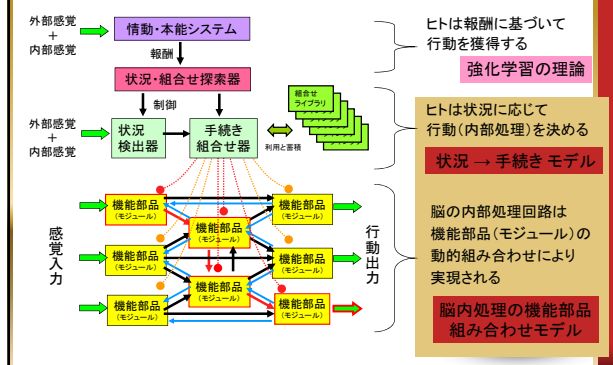 外部感覚
＋
内部感覚
情動・本能システム
報酬
状況・組合せ探索器
制御
外部感覚
＋
内部感覚
状況
検出器
手続き
組合せ器
利用と蓄積
組合せ
ライブラリ
感覚入力
機能部品
(モジュール)
機能部品
(モジュール)
機能部品
(モジュール)
機能部品
(モジュール)
機能部品
(モジュール)
機能部品
(モジュール)
機能部品
(モジュール)
機能部品
(モジュール)
行動出力
ヒトは報酬に基づいて
行動を獲得する
強化学習の理論
ヒトは状況に応じて
行動(内部処理)を決める
状況 → 手続き モデル
脳の内部処理回路は
機能部品(モジュール)の
動的組み合わせにより
実現される
脳内処理の機能部品
組み合わせモデル